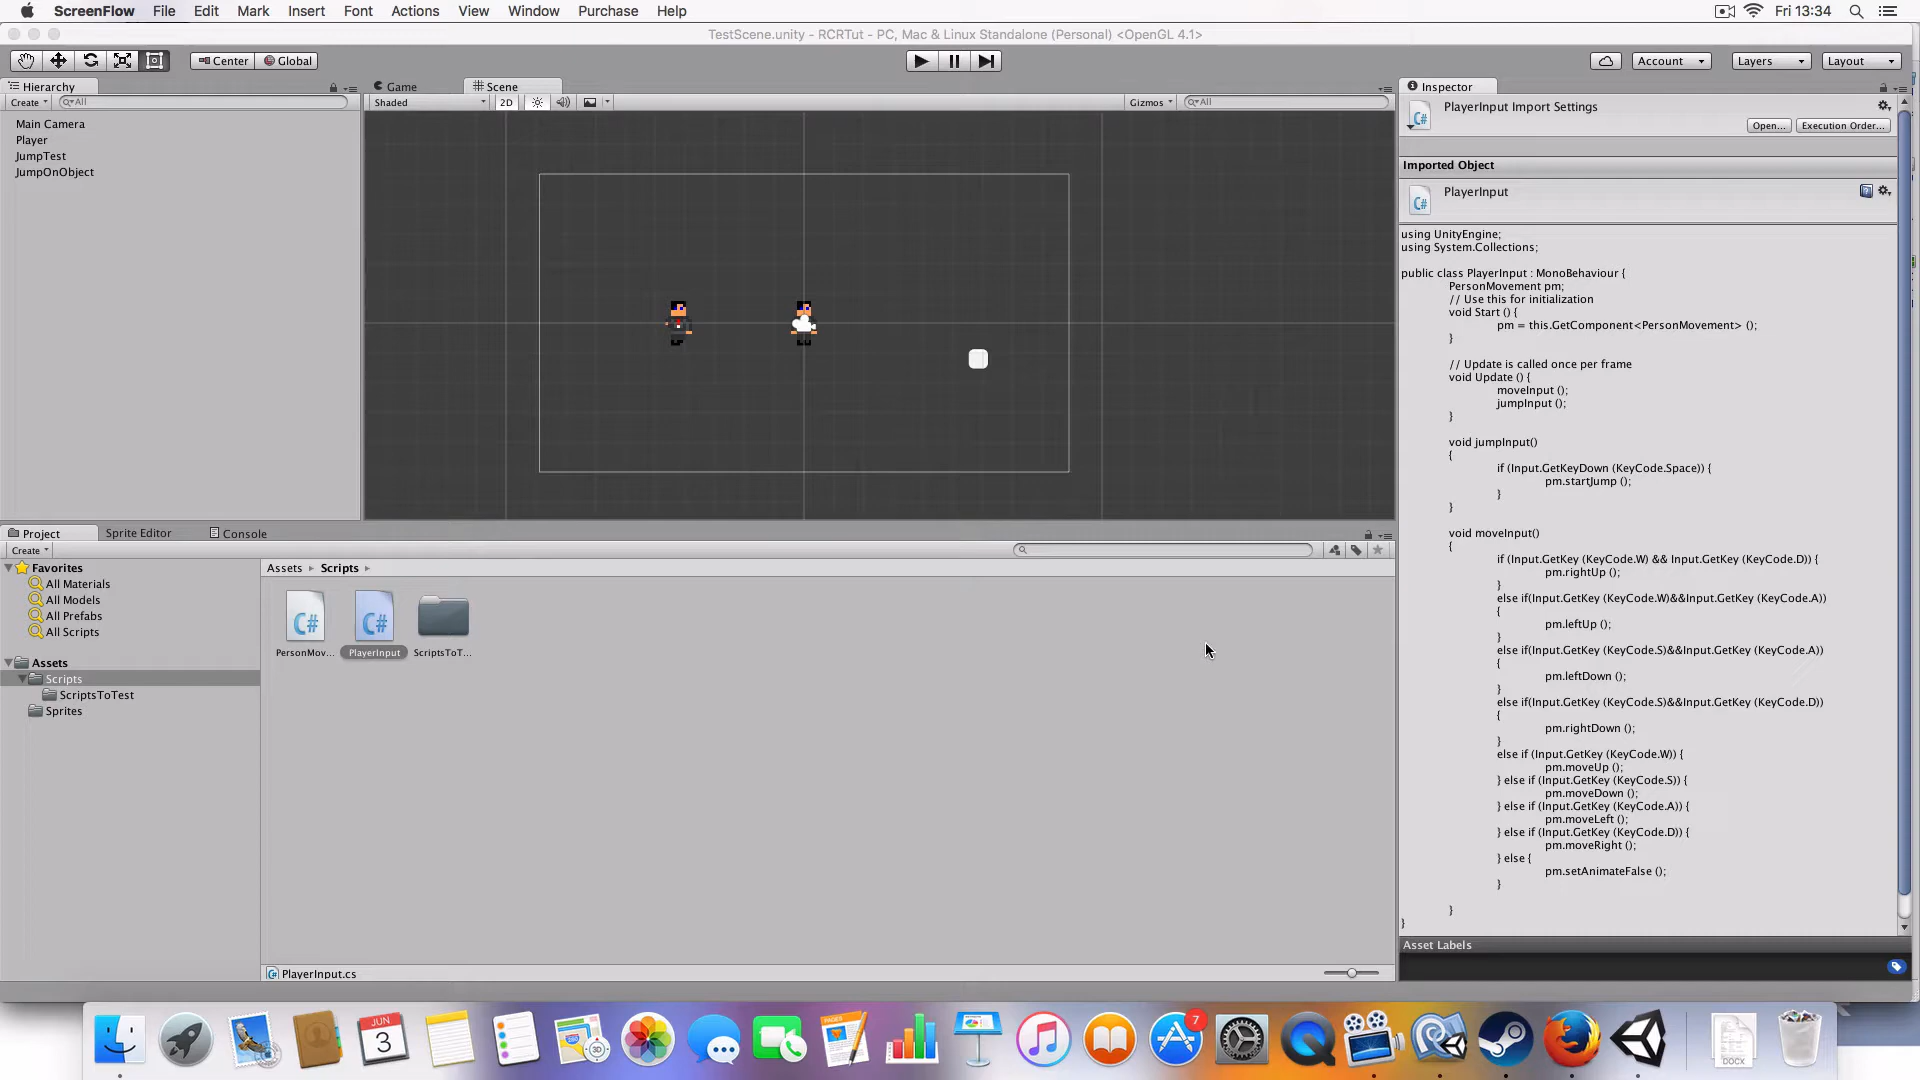 ScreenFlow File Edit Mark Insert Font Actions View Window Purchase Help Fri 13:34
TestScene.unity - RCRTut - PC, Mac & Linux Standalone (Personal) <OpenGL 4.1>
Center Global Account Layers Layout
Hierarchy
Create All
Main Camera
Player
JumpTest
JumpOnObject
Game Scene
Shaded 2D Gizmos All
Inspector
PlayerInput Import Settings
Open... Execution Order...
Imported Object
PlayerInput
using UnityEngine;
using System.Collections;
public class PlayerInput : MonoBehaviour {
PersonMovement pm;
// Use this for initialization
void Start () {
pm = this.GetComponent<PersonMovement> ();
}
// Update is called once per frame
void Update () {
moveInput ();
jumpInput ();
}
void jumpInput()
{
if (Input.GetKeyDown (KeyCode.Space)) {
pm.startJump ();
}
}
void moveInput()
{
if (Input.GetKey (KeyCode.W) && Input.GetKey (KeyCode.D)) {
pm.rightUp ();
}
else if(Input.GetKey (KeyCode.W)&&Input.GetKey (KeyCode.A))
{
pm.leftUp ();
}
else if(Input.GetKey (KeyCode.S)&&Input.GetKey (KeyCode.A))
{
pm.leftDown ();
}
else if(Input.GetKey (KeyCode.S)&&Input.GetKey (KeyCode.D))
{
pm.rightDown ();
}
else if (Input.GetKey (KeyCode.W)) {
pm.moveUp ();
} else if (Input.GetKey (KeyCode.S)) {
pm.moveDown ();
} else if (Input.GetKey (KeyCode.A)) {
pm.moveLeft ();
} else if (Input.GetKey (KeyCode.D)) {
pm.moveRight ();
} else {
pm.setAnimateFalse ();
}
}
}
Asset Labels
Project Sprite Editor Console
Create
Favorites
All Materials
All Models
All Prefabs
All Scripts
Assets
Scripts
ScriptsToTest
Sprites
Assets Scripts
C# C#
PersonMov... PlayerInput ScriptsToT...
PlayerInput.cs
JUN
3
PAGES
3D
7
DOCX